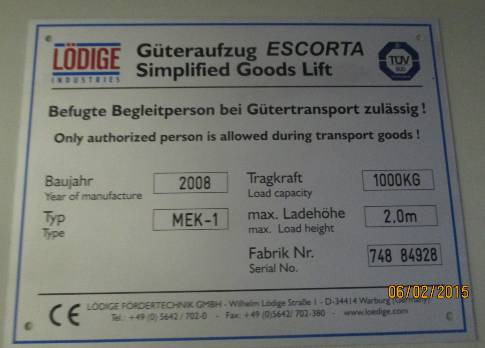 LÖDIGE
INDUSTRIES
Güteraufzug ESCORTA
Simplified Goods Lift
TÜV
Befugte Begleitperson bei Gütertransport zulässig !
Only authorized person is allowed during transport goods !
Baujahr 2008
Year of manufacture
Tragkraft 1000KG
Load capacity
Typ MEK-1
Type
max. Ladehöhe 2,0m
max. Load height
Fabrik Nr. 748 84928
Serial No.
06/02/2015
CE LÖDIGE FÖRDERTECHNIK GMBH - Wilhelm Lödige Straße 1 - D-34414 Warburg (Germany)
Tel.: +49 (0) 5642 / 702-0 - Fax: +49 (0)5642/ 702-380 - www.loedige.com